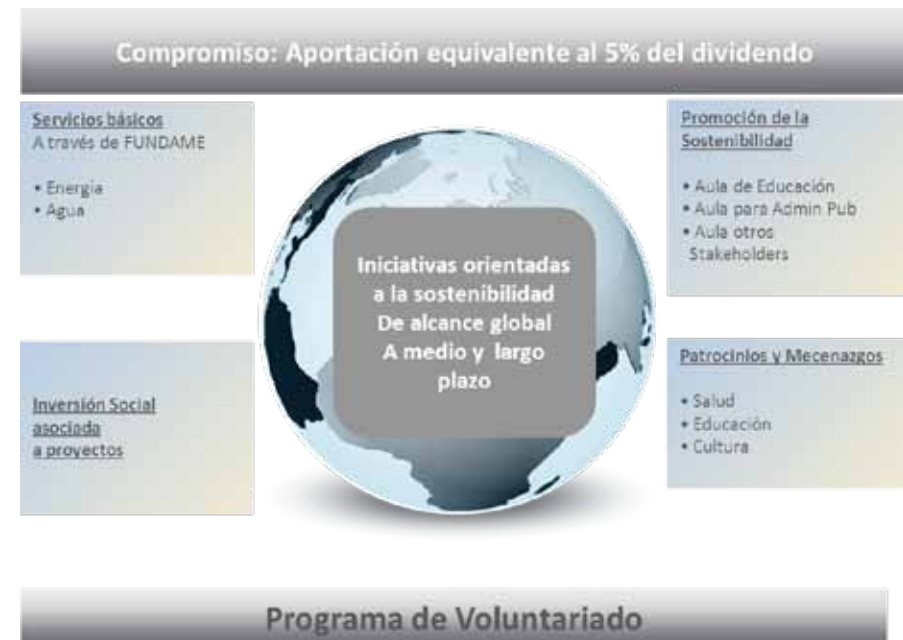 Compromiso: Aportación equivalente al 5% del dividendo
Servicios básicos
A través de FUNDAME
• Energía
• Agua
Promoción de la
Sostenibilidad
• Aula de Educación
• Aula para Admin Pub
• Aula otros
Stakeholders
Iniciativas orientadas
a la sostenibilidad
De alcance global
A medio y largo
plazo
Inversión Social
asociada
a proyectos
Patrocinios y Mecenazgos
• Salud
• Educación
• Cultura
Programa de Voluntariado